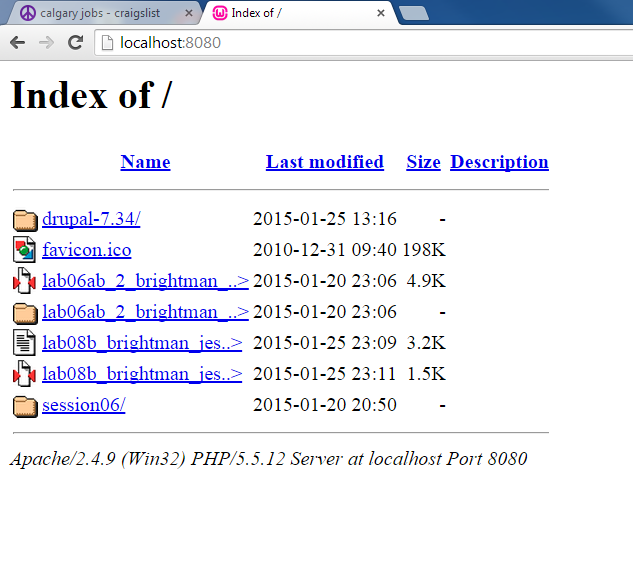 calgary jobs - craigslist
Index of /
localhost:8080
Index of /
Name Last modified Size Description
drupal-7.34/ 2015-01-25 13:16 -
favicon.ico 2010-12-31 09:40 198K
lab06ab_2_brightman_..> 2015-01-20 23:06 4.9K
lab06ab_2_brightman_..> 2015-01-20 23:06 -
lab08b_brightman_jes..> 2015-01-25 23:09 3.2K
lab08b_brightman_jes..> 2015-01-25 23:11 1.5K
session06/ 2015-01-20 20:50 -
Apache/2.4.9 (Win32) PHP/5.5.12 Server at localhost Port 8080